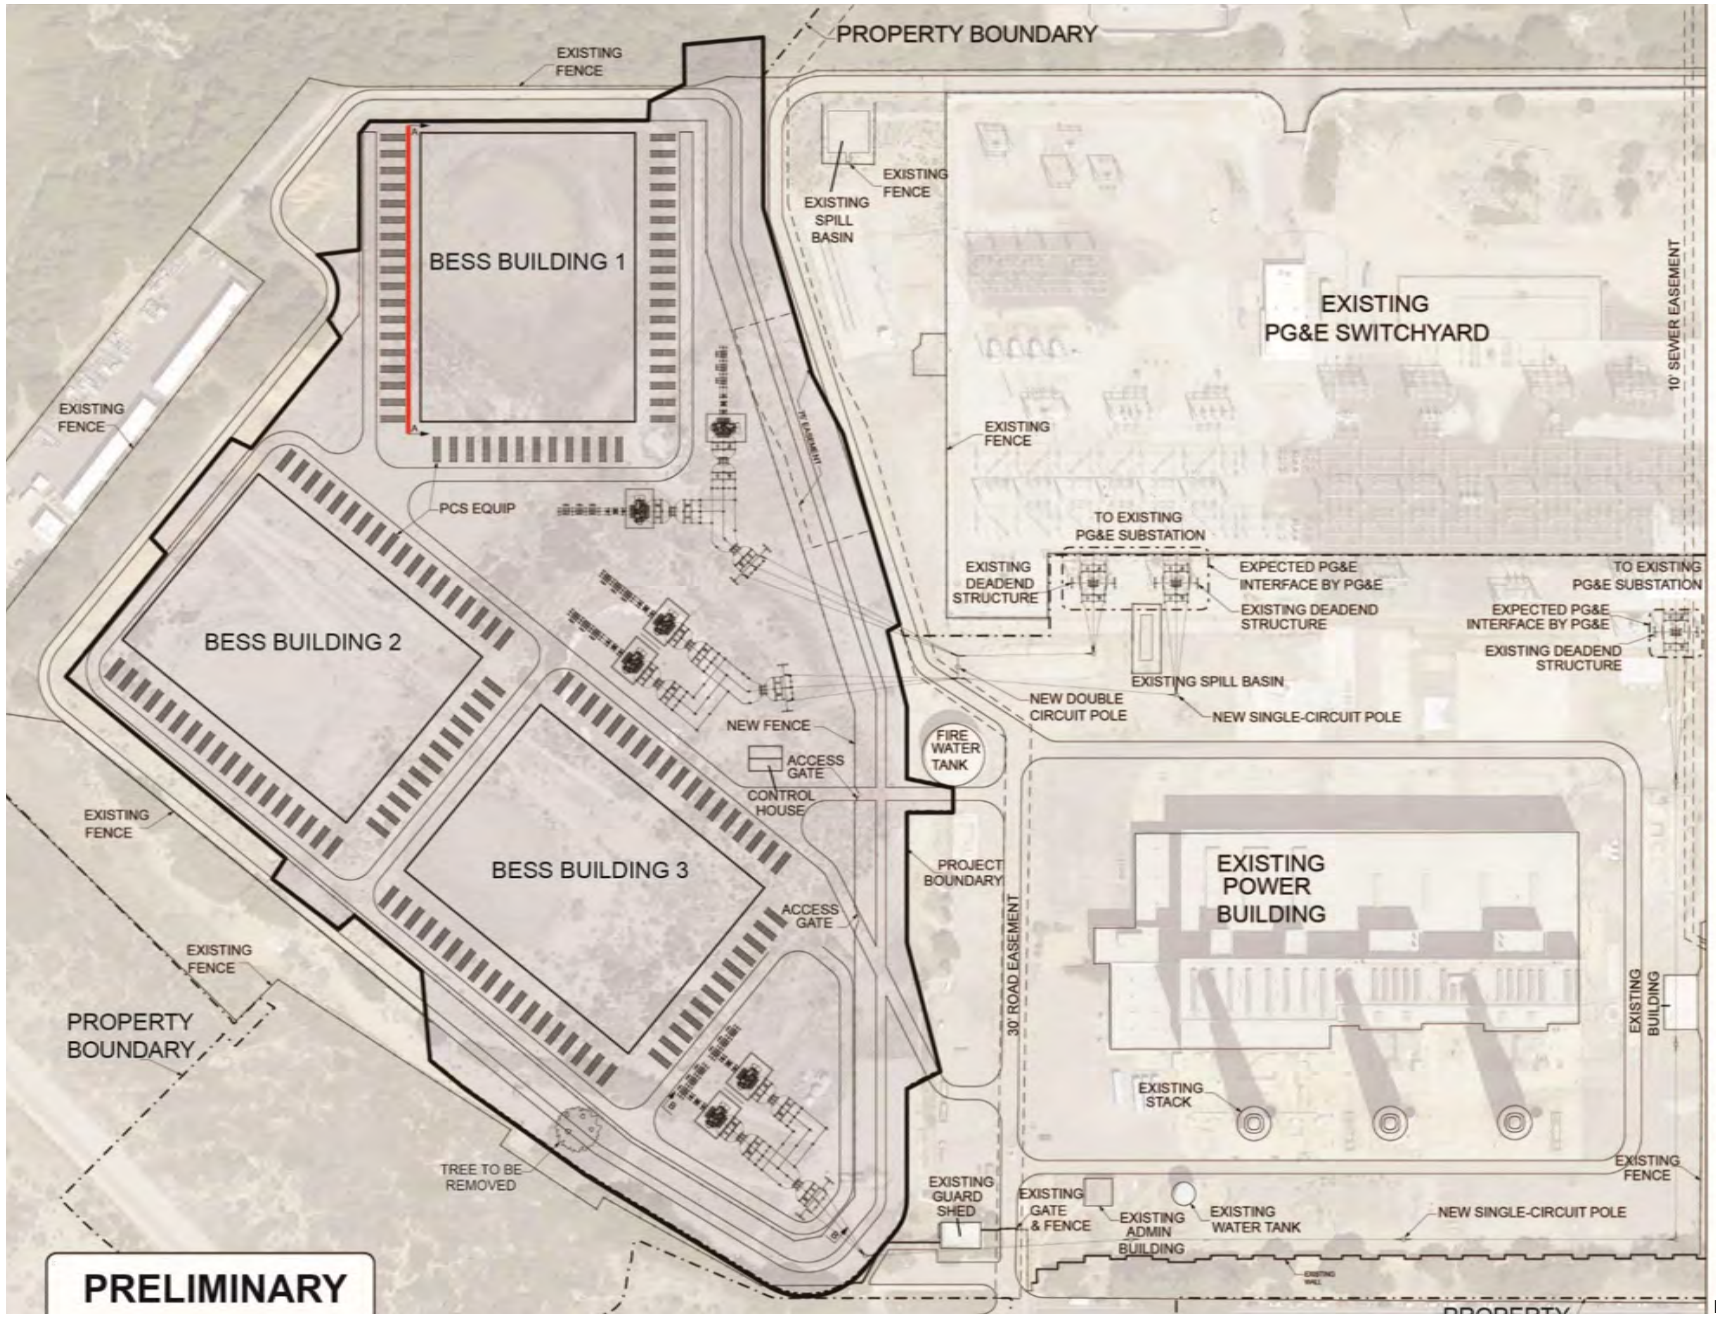 PROPERTY BOUNDARY
EXISTING
FENCE
A
EXISTING
FENCE
EXISTING
SPILL
BASIN
BESS BUILDING 1
EXISTING
PG&E SWITCHYARD
10' SEWER EASEMENT
EXISTING
FENCE
A
EXISTING
FENCE
PCS EQUIP
TO EXISTING
PG&E SUBSTATION
EXISTING
DEADEND
STRUCTURE
EXPECTED PG&E
INTERFACE BY PG&E
EXISTING DEADEND
STRUCTURE
TO EXISTING
PG&E SUBSTATION
EXPECTED PG&E
INTERFACE BY PG&E
EXISTING DEADEND
STRUCTURE
BESS BUILDING 2
EXISTING SPILL BASIN
NEW DOUBLE
CIRCUIT POLE
NEW SINGLE-CIRCUIT POLE
NEW FENCE
FIRE
WATER
TANK
ACCESS
GATE
CONTROL
HOUSE
EXISTING
FENCE
BESS BUILDING 3
PROJECT
BOUNDARY
EXISTING
POWER
BUILDING
ACCESS
GATE
30' ROAD EASEMENT
EXISTING
FENCE
EXISTING
BUILDING
PROPERTY
BOUNDARY
EXISTING
STACK
B
TREE TO BE
REMOVED
EXISTING
FENCE
EXISTING
GUARD
SHED
EXISTING
GATE
& FENCE
EXISTING
ADMIN
BUILDING
EXISTING
WATER TANK
NEW SINGLE-CIRCUIT POLE
B
EXISTING
WALL
PRELIMINARY
PROPERTY